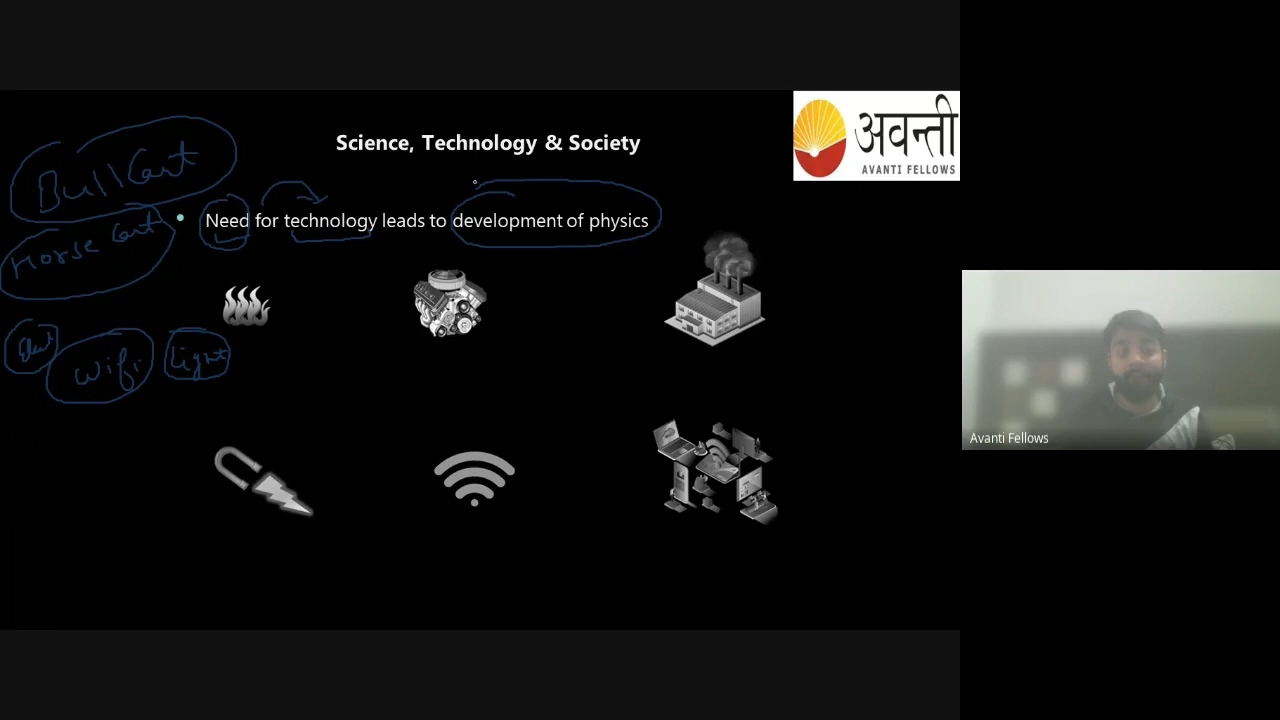 Science, Technology & Society
अवन्ती
AVANTI FELLOWS
Bull Cart
• Need for technology leads to development of physics
Horse Cart
Wifi
Light
Avanti Fellows